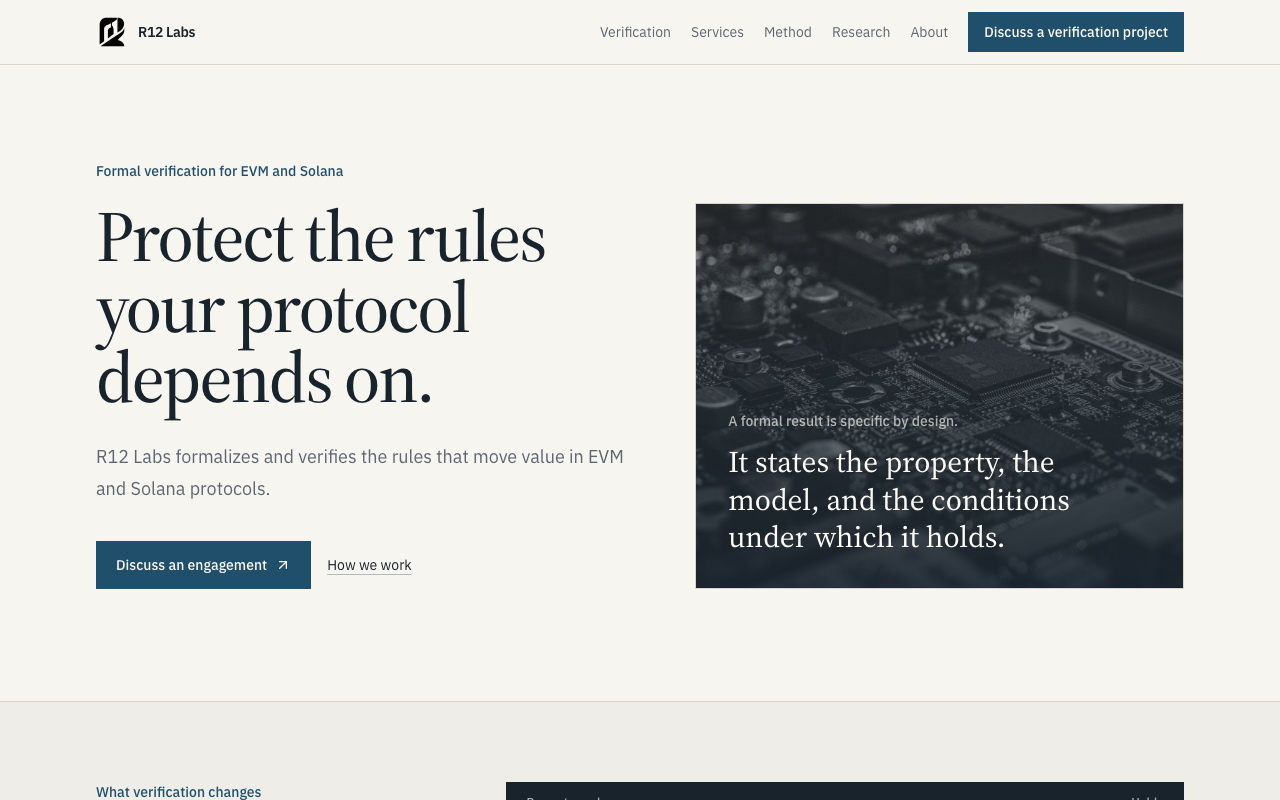 R12 Labs
Verification
Services
Method
Research
About
Discuss a verification project
Formal verification for EVM and Solana
Protect the rules
your protocol
depends on.
R12 Labs formalizes and verifies the rules that move value in EVM
and Solana protocols.
Discuss an engagement
How we work
A formal result is specific by design.
It states the property, the
model, and the conditions
under which it holds.
What verification changes